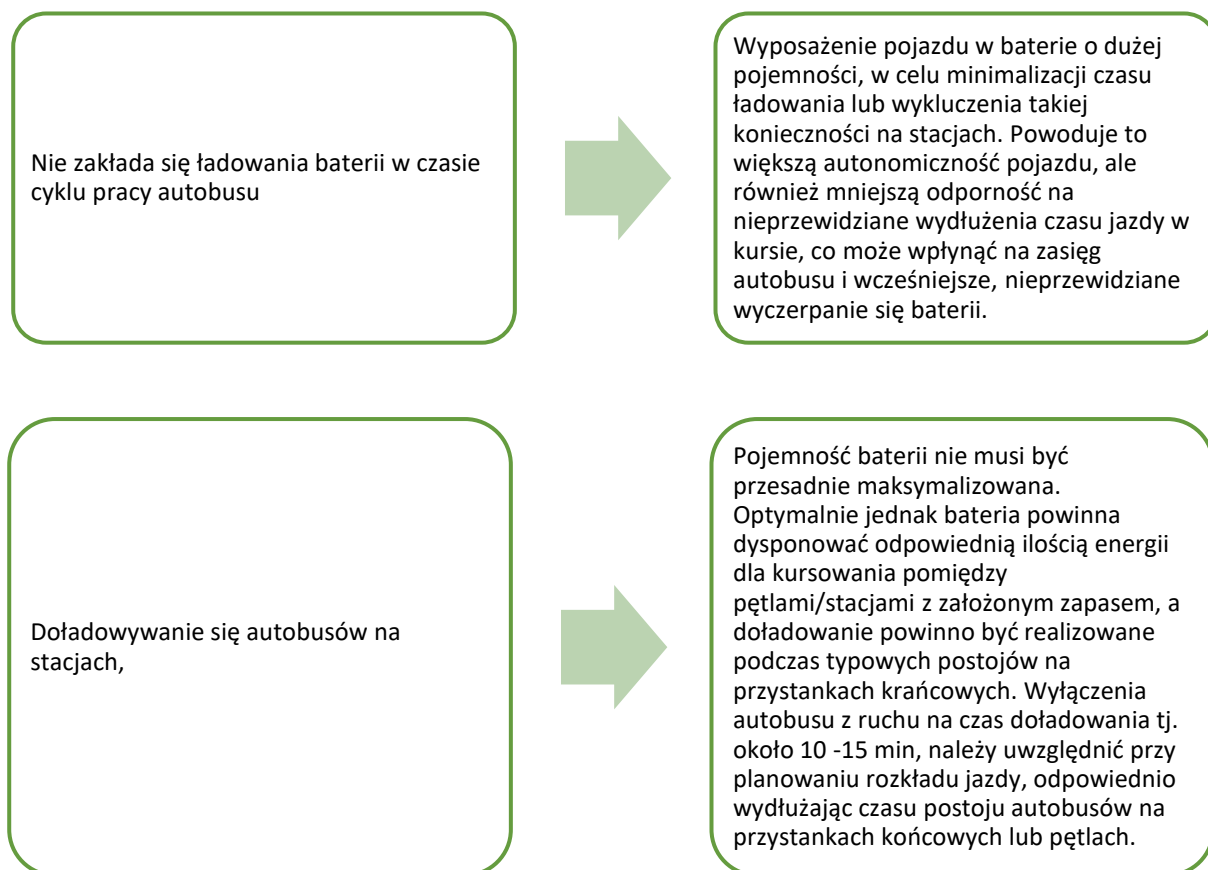 Nie zakłada się ładowania baterii w czasie
cyklu pracy autobusu
Wyposażenie pojazdu w baterie o dużej
pojemności, w celu minimalizacji czasu
ładowania lub wykluczenia takiej
konieczności na stacjach. Powoduje to
większą autonomiczność pojazdu, ale
również mniejszą odporność na
nieprzewidziane wydłużenia czasu jazdy w
kursie, co może wpłynąć na zasięg
autobusu i wcześniejsze, nieprzewidziane
wyczerpanie się baterii.
Doładowywanie się autobusów na
stacjach,
Pojemność baterii nie musi być
przesadnie maksymalizowana.
Optymalnie jednak bateria powinna
dysponować odpowiednią ilością energii
dla kursowania pomiędzy
pętlami/stacjami z założonym zapasem, a
doładowanie powinno być realizowane
podczas typowych postojów na
przystankach krańcowych. Wyłączenia
autobusu z ruchu na czas doładowania tj.
około 10 -15 min, należy uwzględnić przy
planowaniu rozkładu jazdy, odpowiednio
wydłużając czasu postoju autobusów na
przystankach końcowych lub pętlach.